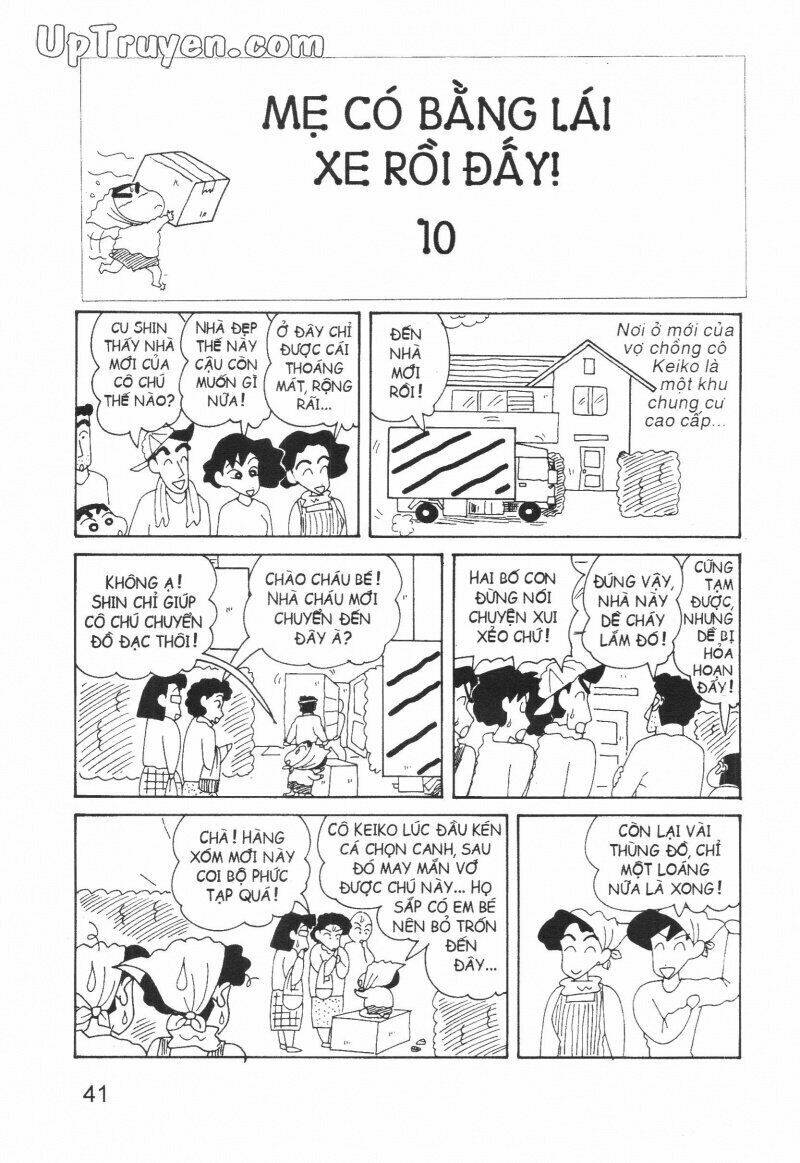 UpTruyen.com
MẸ CÓ BẰNG LÁI
XE RỒI ĐẤY!
10
Nơi ở mới của
vợ chồng cô
Keiko là
một khu
chung cư
cao cấp...
ĐẾN
NHÀ
MỚI
RỒI!
Ở ĐÂY CHỈ
ĐƯỢC CÁI
THOÁNG
MÁT, RỘNG
RÃI...
NHÀ ĐẸP
THẾ NÀY
CẬU CÒN
MUỐN GÌ
NỮA!
CU SHIN
THẤY NHÀ
MỚI CỦA
CÔ CHÚ
THẾ NÀO?
CŨNG
TẠM
ĐƯỢC,
NHƯNG
DỄ BỊ
HỎA
HOẠN
ĐẤY!
ĐÚNG VẬY,
NHÀ NÀY
DỄ CHÁY
LẮM ĐÓ!
HAI BỐ CON
ĐỪNG NÓI
CHUYỆN XUI
XẺO CHỨ!
CHÀO CHÁU BÉ!
NHÀ CHÁU MỚI
CHUYỂN ĐẾN
ĐÂY À?
KHÔNG Ạ!
SHIN CHỈ GIÚP
CÔ CHÚ CHUYỂN
ĐỒ ĐẠC THÔI!
CÒN LẠI VÀI
THÙNG ĐỒ, CHỈ
MỘT LOÁNG
NỮA LÀ XONG!
CÔ KEIKO LÚC ĐẦU KÉN
CÁ CHỌN CANH, SAU
ĐÓ MAY MẮN VỚ
ĐƯỢC CHÚ NÀY... HỌ
SẮP CÓ EM BÉ
NÊN BỎ TRỐN
ĐẾN
ĐÂY...
CHÀ! HÀNG
XÓM MỚI NÀY
COI BỘ PHỨC
TẠP QUÁ!
41